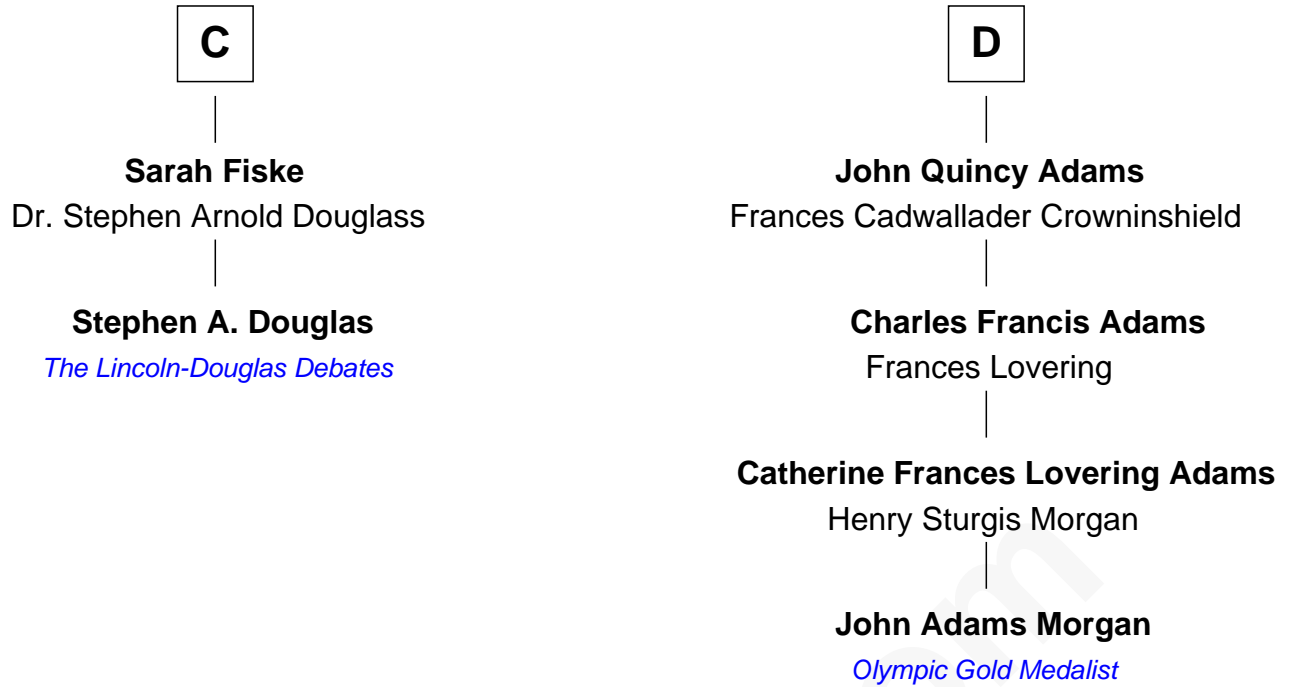 C
Sarah Fiske
Dr. Stephen Arnold Douglass
Stephen A. Douglas
The Lincoln-Douglas Debates
D
John Quincy Adams
Frances Cadwallader Crowninshield
Charles Francis Adams
Frances Lovering
Catherine Frances Lovering Adams
Henry Sturgis Morgan
John Adams Morgan
Olympic Gold Medalist